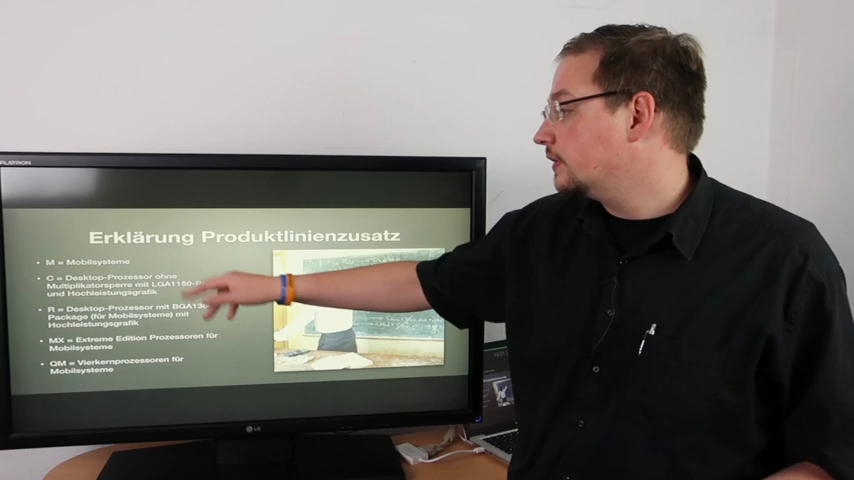 FLATRON
Erklärung Produktlinienzusatz
• M = Mobilsysteme
• C = Desktop-Prozessor ohne
Multiplikatorsperre mit LGA1150-P
und Hochleistungsgrafik
• R = Desktop-Prozessor mit BGA136
Package (für Mobilsysteme) mit
Hochleistungsgrafik
• MX = Extreme Edition Prozessoren für
Mobilsysteme
• QM = Vierkernprozessoren für
Mobilsysteme
LG